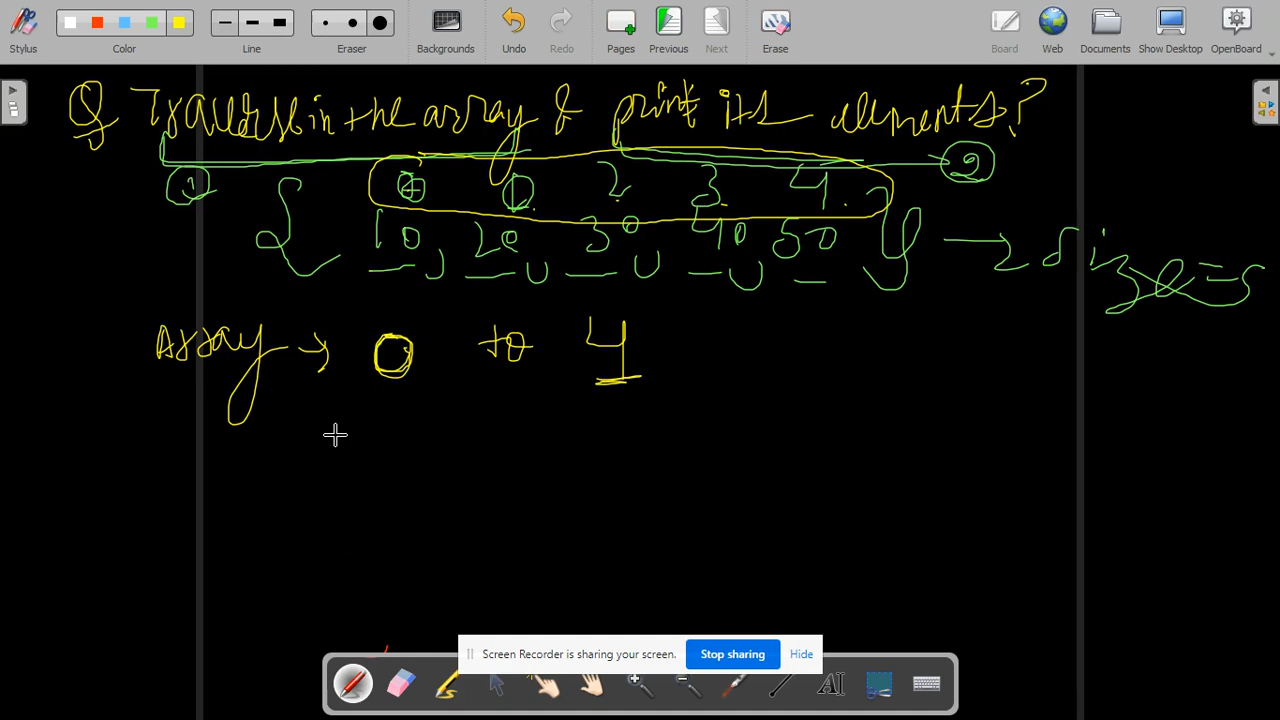 Stylus Color Line Eraser Backgrounds Undo Redo Pages Previous Next Erase Board Web Documents Show Desktop OpenBoard
Q Traverse in the array & print its elements?
1 2
0 1 2 3 4
{ 10, 20, 30, 40, 50 } → size = 5
Array → 0 to 4
Screen Recorder is sharing your screen. Stop sharing Hide
AI